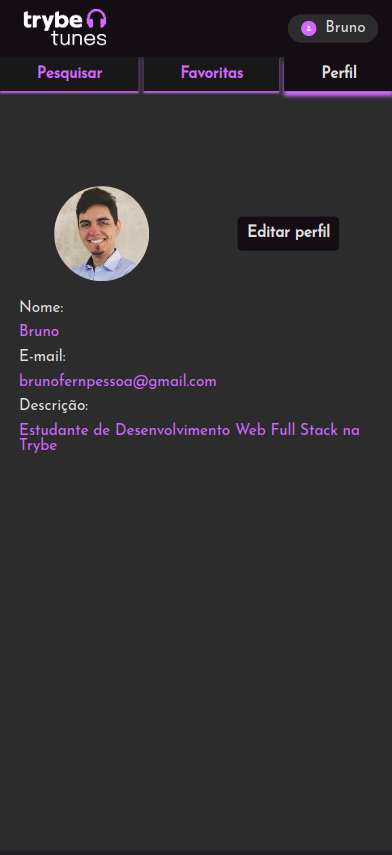 trybe
tunes
Bruno
Pesquisar
Favoritas
Perfil
Editar perfil
Nome:
Bruno
E-mail:
brunofernpessoa@gmail.com
Descrição:
Estudante de Desenvolvimento Web Full Stack na
Trybe